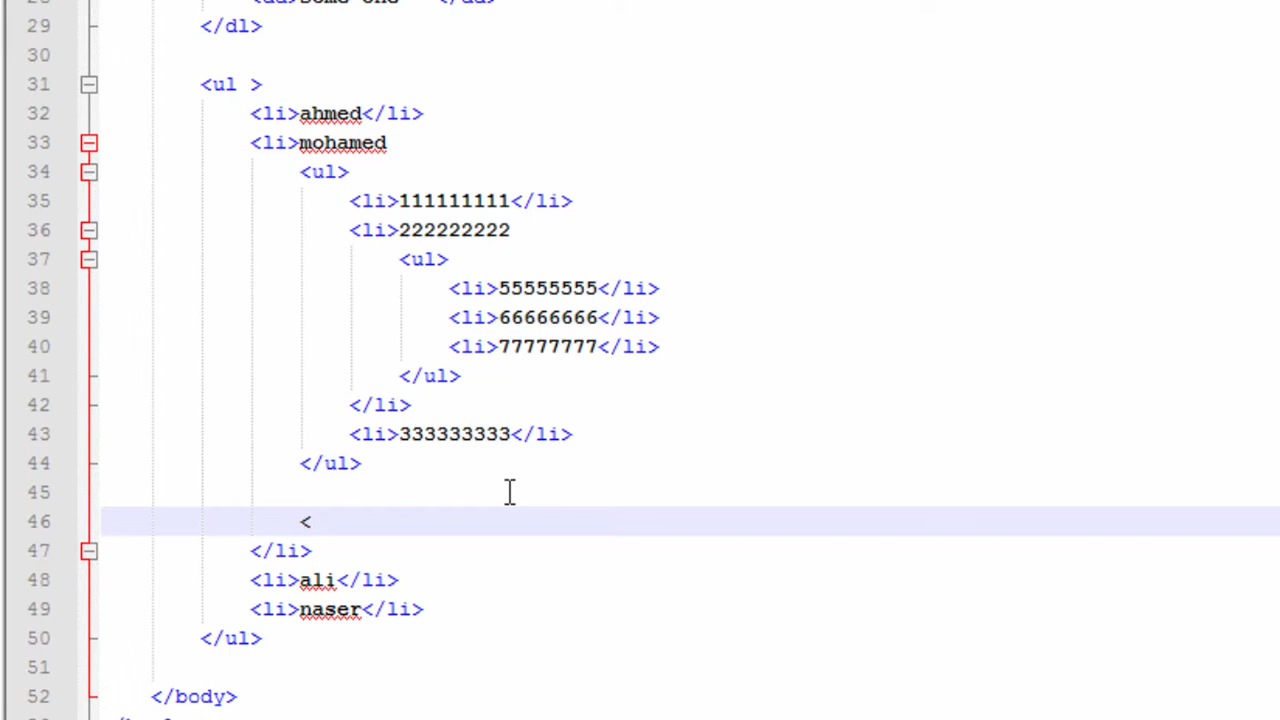 29 </dl>
30
31 <ul >
32 <li>ahmed</li>
33 <li>mohamed
34 <ul>
35 <li>111111111</li>
36 <li>222222222
37 <ul>
38 <li>55555555</li>
39 <li>66666666</li>
40 <li>77777777</li>
41 </ul>
42 </li>
43 <li>333333333</li>
44 </ul>
45
46 <
47 </li>
48 <li>ali</li>
49 <li>naser</li>
50 </ul>
51
52 </body>